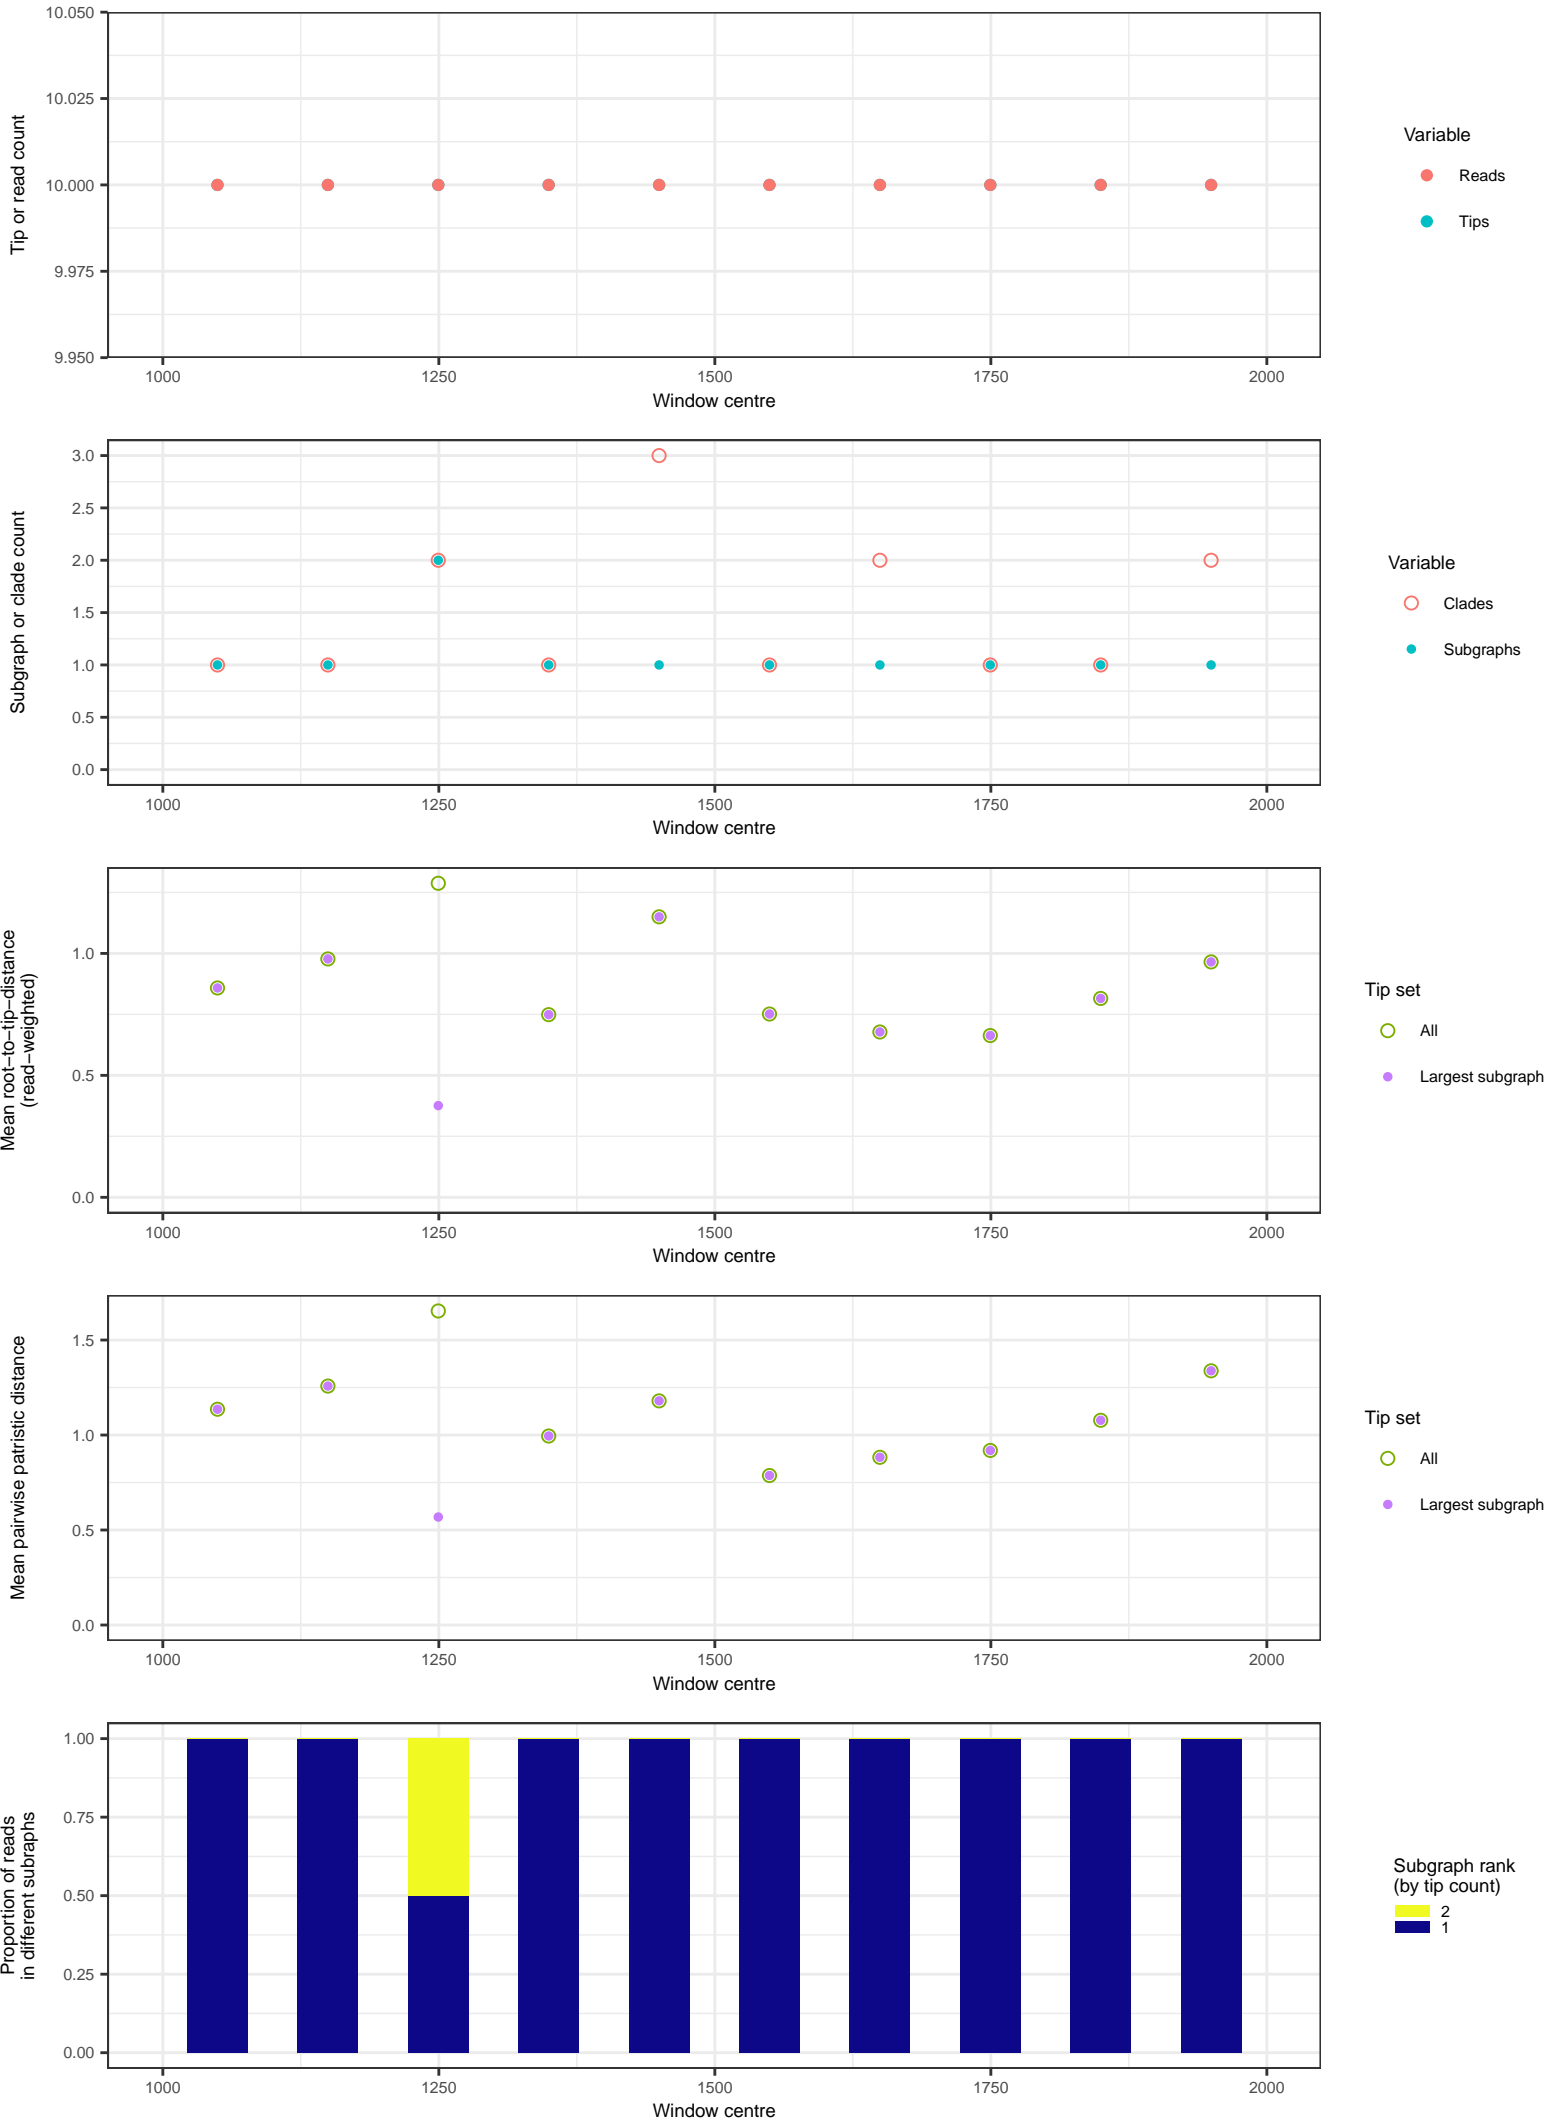 Tip or read count
10.050
10.025
10.000
9.975
9.950
1000 1250 1500 1750 2000
Window centre
Variable
Reads
Tips
Subgraph or clade count
3.0
2.5
2.0
1.5
1.0
0.5
0.0
1000 1250 1500 1750 2000
Window centre
Variable
Clades
Subgraphs
Mean root−to−tip−distance
(read−weighted)
1.0
0.5
0.0
1000 1250 1500 1750 2000
Window centre
Tip set
All
Largest subgraph
Mean pairwise patristic distance
1.5
1.0
0.5
0.0
1000 1250 1500 1750 2000
Window centre
Tip set
All
Largest subgraph
Proportion of reads
in different subraphs
1.00
0.75
0.50
0.25
0.00
1000 1250 1500 1750 2000
Window centre
Subgraph rank
(by tip count)
2
1